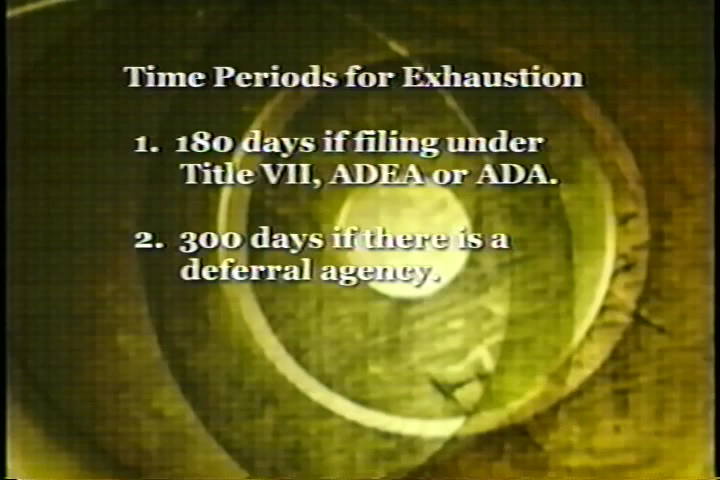 Time Periods for Exhaustion
1. 180 days if filing under
Title VII, ADEA or ADA.
2. 300 days if there is a
deferral agency.